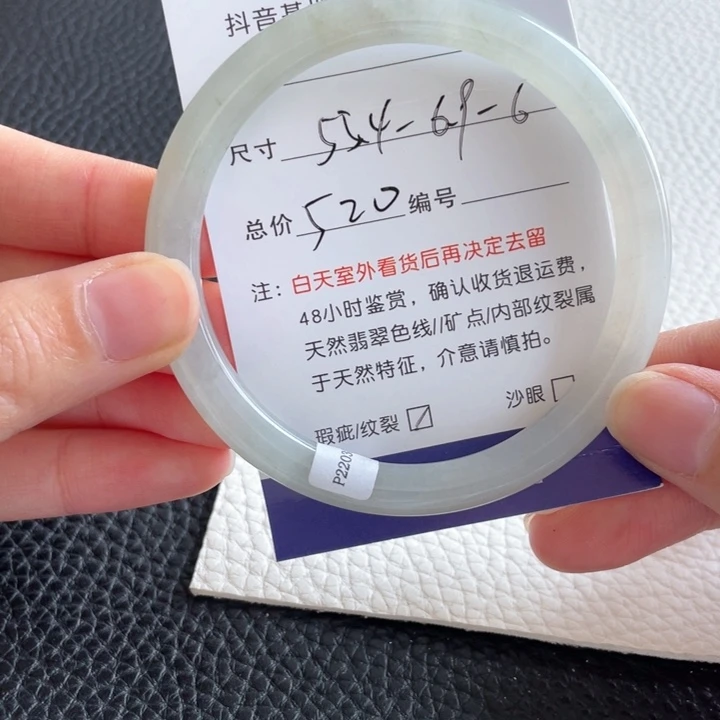 抖音基
尺寸 55.4-6.9-6
总价 520 编号
注：白天室外看货后再决定去留
48小时鉴赏，确认收货退运费，
天然翡翠色线//矿点/内部纹裂属
于天然特征，介意请慎拍。
瑕疵/纹裂 沙眼
P2203